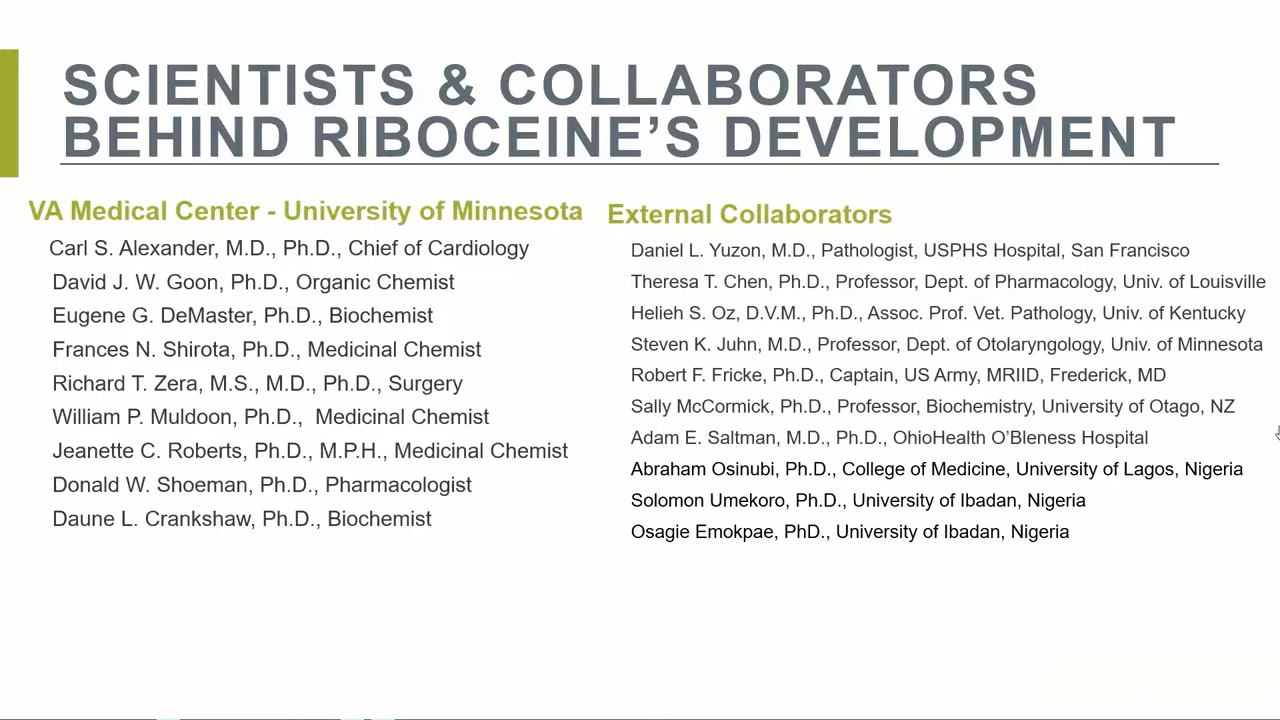 SCIENTISTS & COLLABORATORS
BEHIND RIBOCEINE’S DEVELOPMENT
VA Medical Center - University of Minnesota
Carl S. Alexander, M.D., Ph.D., Chief of Cardiology
David J. W. Goon, Ph.D., Organic Chemist
Eugene G. DeMaster, Ph.D., Biochemist
Frances N. Shirota, Ph.D., Medicinal Chemist
Richard T. Zera, M.S., M.D., Ph.D., Surgery
William P. Muldoon, Ph.D.,  Medicinal Chemist
Jeanette C. Roberts, Ph.D., M.P.H., Medicinal Chemist
Donald W. Shoeman, Ph.D., Pharmacologist
Daune L. Crankshaw, Ph.D., Biochemist
External Collaborators
Daniel L. Yuzon, M.D., Pathologist, USPHS Hospital, San Francisco
Theresa T. Chen, Ph.D., Professor, Dept. of Pharmacology, Univ. of Louisville
Helieh S. Oz, D.V.M., Ph.D., Assoc. Prof. Vet. Pathology, Univ. of Kentucky
Steven K. Juhn, M.D., Professor, Dept. of Otolaryngology, Univ. of Minnesota
Robert F. Fricke, Ph.D., Captain, US Army, MRIID, Frederick, MD
Sally McCormick, Ph.D., Professor, Biochemistry, University of Otago, NZ
Adam E. Saltman, M.D., Ph.D., OhioHealth O’Bleness Hospital
Abraham Osinubi, Ph.D., College of Medicine, University of Lagos, Nigeria
Solomon Umekoro, Ph.D., University of Ibadan, Nigeria
Osagie Emokpae, PhD., University of Ibadan, Nigeria